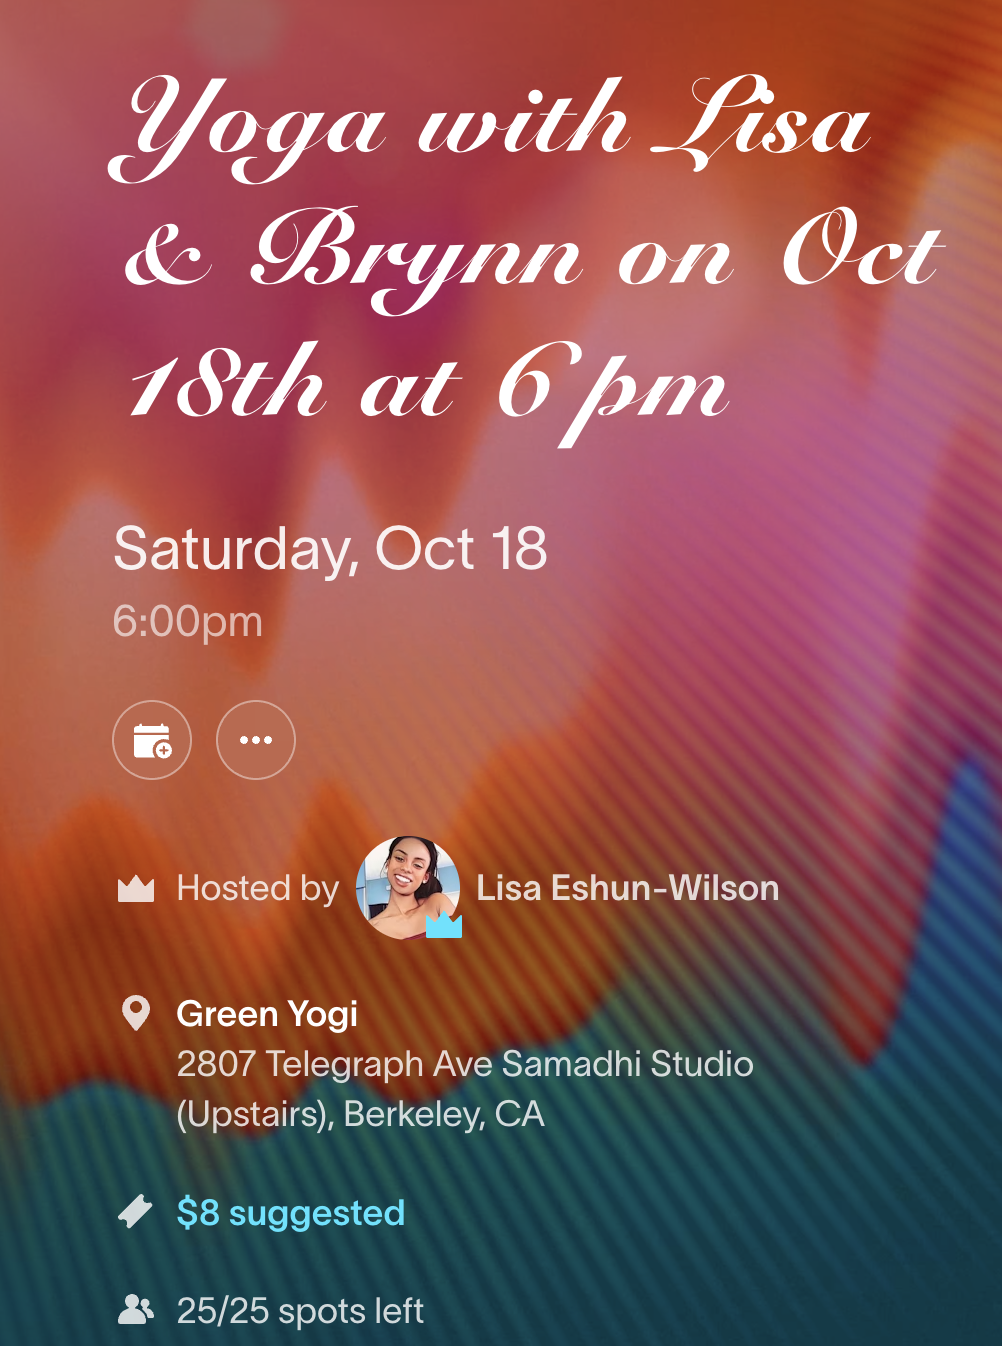 Yoga with Lisa
& Brynn on Oct
18th at 6pm
Saturday, Oct 18
6:00pm
Hosted by Lisa Eshun-Wilson
Green Yogi
2807 Telegraph Ave Samadhi Studio
(Upstairs), Berkeley, CA
$8 suggested
25/25 spots left